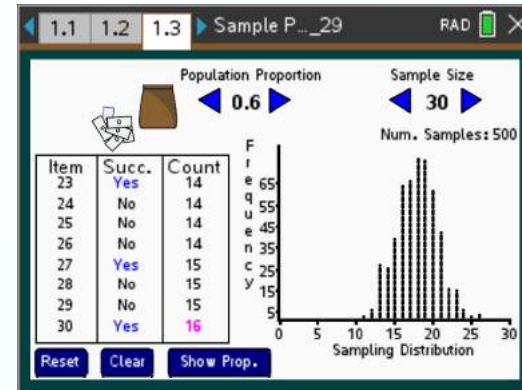 1.1 1.2 1.3 Sample P..._29 RAD
Population Proportion
0.6
Sample Size
30
Num. Samples: 500
Item Succ. Count
23 Yes 14
24 No 14
25 No 14
26 No 14
27 Yes 15
28 No 15
29 No 15
30 Yes 16
Frequency
65
55
45
35
25
15
5
0 5 10 15 20 25 30
Sampling Distribution
Reset Clear Show Prop.